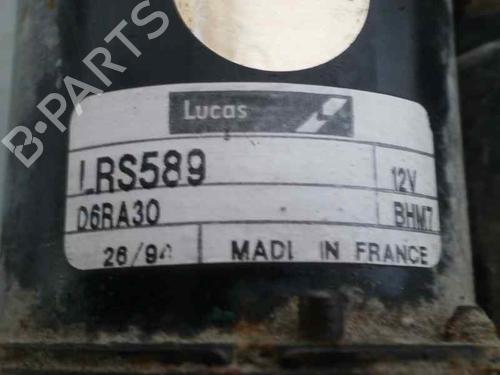 B-PARTS
Lucas
LRS589 12V
D6RA30 BHM7
26/94 MADE IN FRANCE